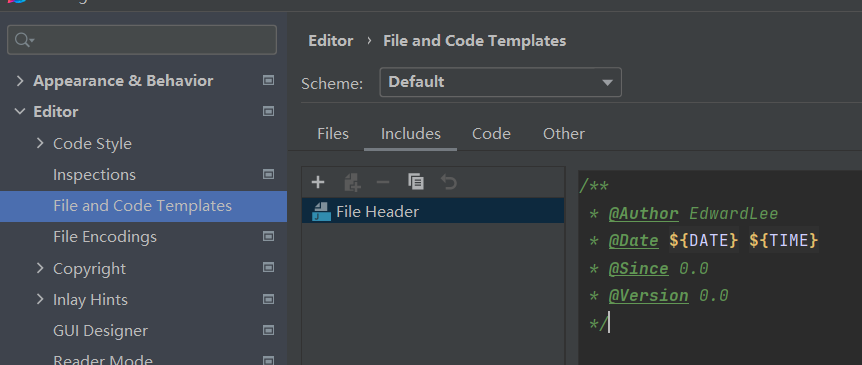 Editor › File and Code Templates
Appearance & Behavior
Editor
Code Style
Inspections
File and Code Templates
File Encodings
Copyright
Inlay Hints
GUI Designer
Reader Mode
Scheme: Default
Files Includes Code Other
File Header
/**
* @Author EdwardLee
* @Date ${DATE} ${TIME}
* @Since 0.0
* @Version 0.0
*/